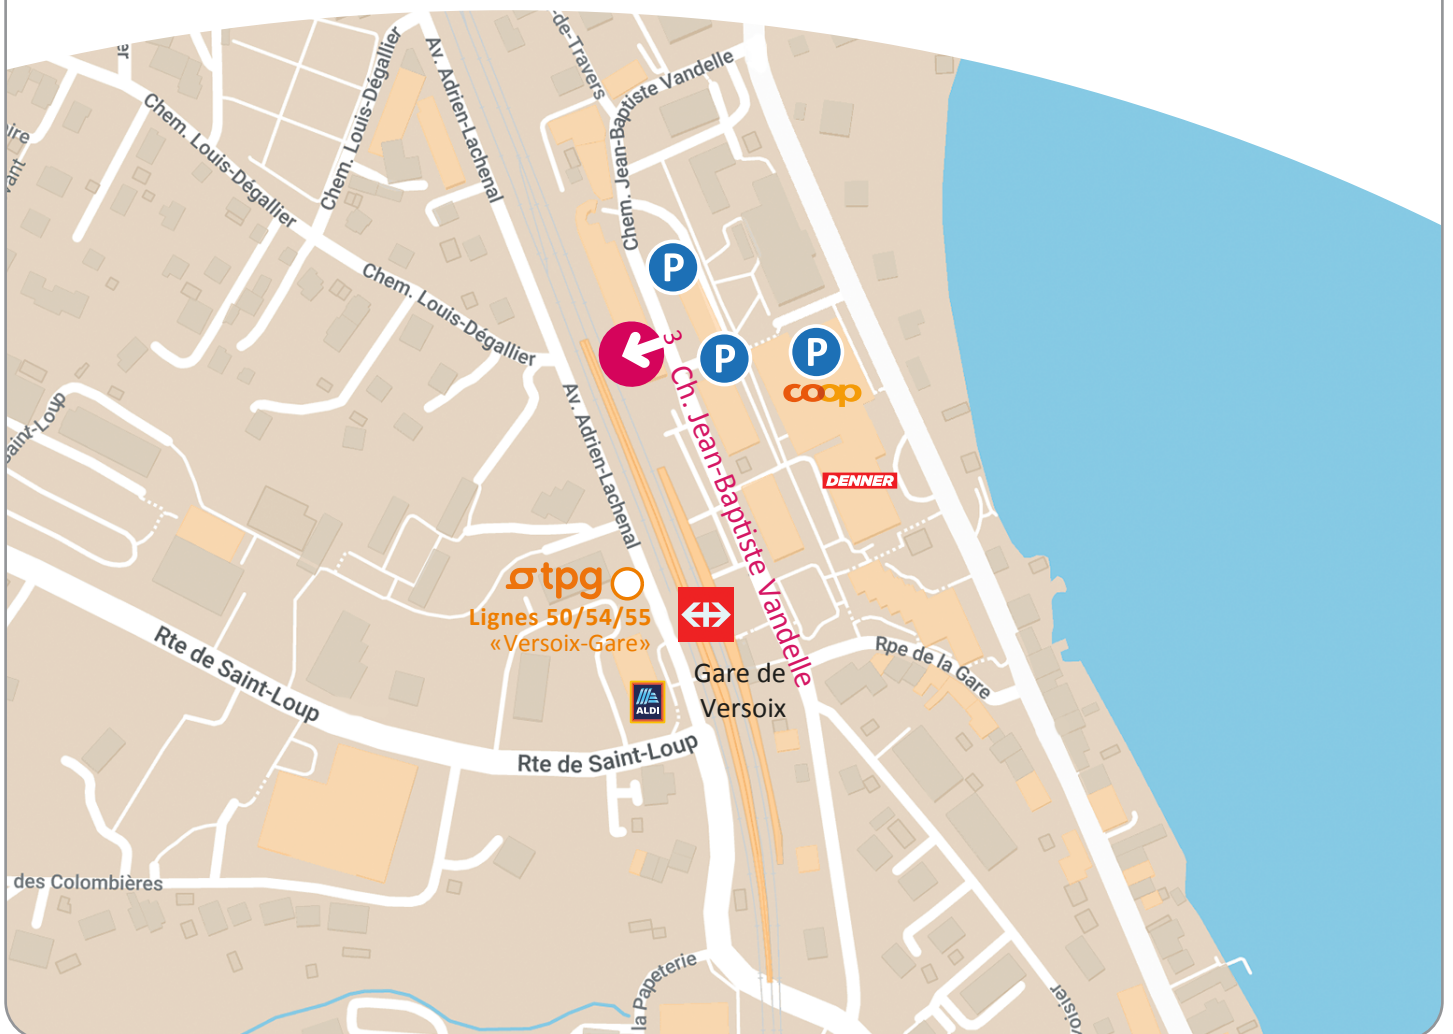 -de-Travers
Av. Adrien-Lachenal
Chem. Louis-Dégallier
Chem. Jean-Baptiste Vandelle
Chem. Louis-Dégallier
Chem. Louis-Dégallier
P
3
P
P
coop
Ch. Jean-Baptiste Vandelle
Av. Adrien-Lachenal
Saint-Loup
DENNER
tpg
Lignes 50/54/55
«Versoix-Gare»
Rte de Saint-Loup
Rpe de la Gare
Gare de
Versoix
ALDI
Rte de Saint-Loup
des Colombières
la Papeterie